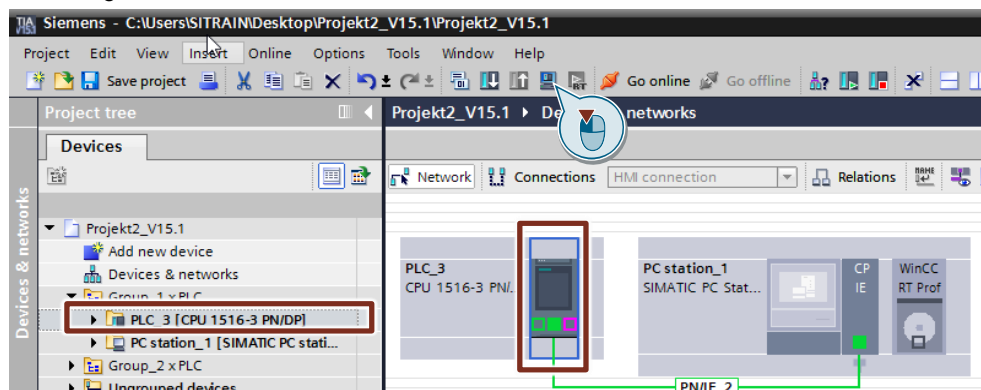 Siemens - C:\Users\SITRAIN\Desktop\Projekt2_V15.1\Projekt2_V15.1
Project Edit View Insert Online Options Tools Window Help
Save project Go online Go offline
Project tree
Projekt2_V15.1 networks
Devices
Network Connections HMI connection Relations
Devices & networks
Projekt2_V15.1
Add new device
Devices & networks
Group_1 x PLC
PLC_3 [CPU 1516-3 PN/DP]
PC station_1 [SIMATIC PC stati...
Group_2 x PLC
Ungrouped devices
PLC_3
CPU 1516-3 PN/...
PC station_1
SIMATIC PC Stat...
CP
IE
WinCC
RT Prof
PN/IE_2